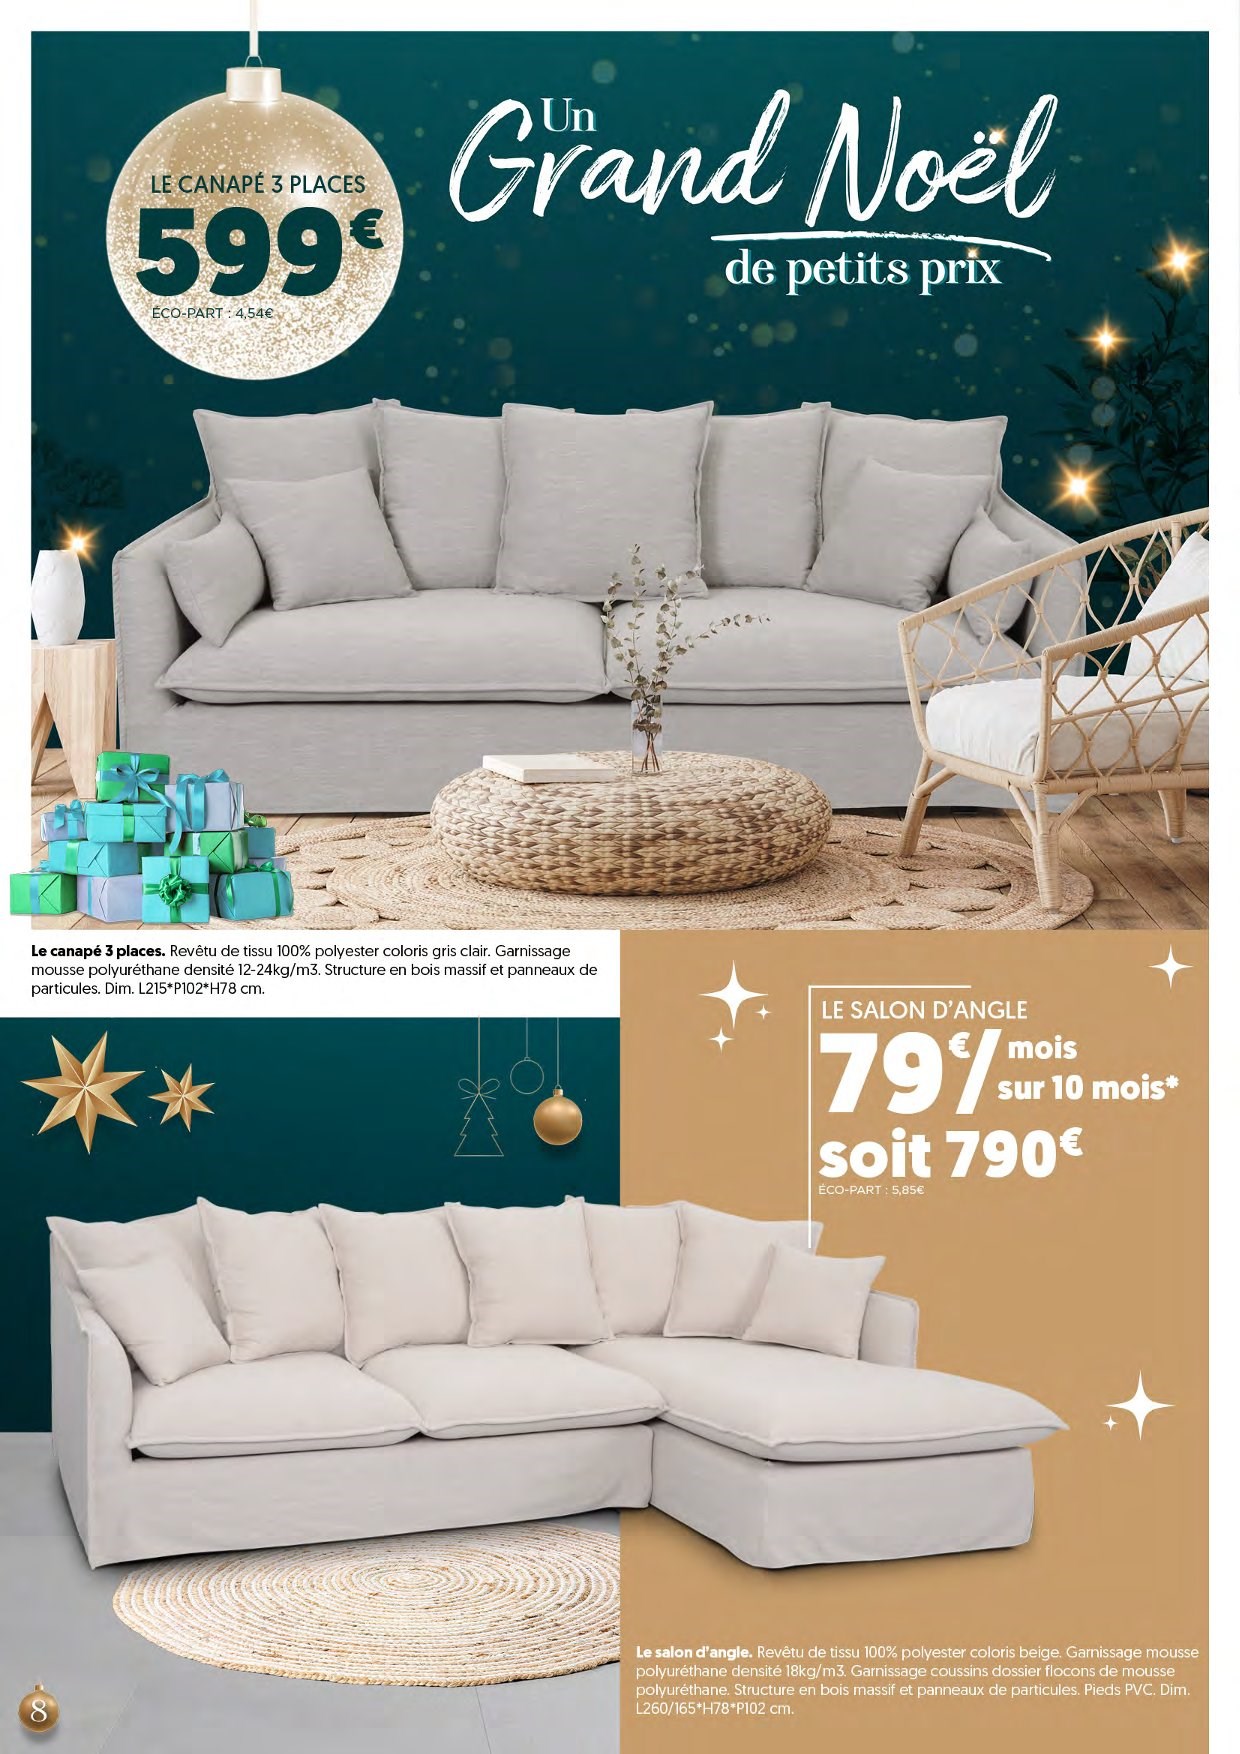 LE CANAPÉ 3 PLACES
599€
ÉCO-PART : 4,54€
Un
Grand Noël
de petits prix
Le canapé 3 places. Revêtu de tissu 100% polyester coloris gris clair. Garnissage
mousse polyuréthane densité 12-24kg/m3. Structure en bois massif et panneaux de
particules. Dim. L215*P102*H78 cm.
LE SALON D'ANGLE
79€/ mois
sur 10 mois*
soit 790€
ÉCO-PART : 5,85€
Le salon d'angle. Revêtu de tissu 100% polyester coloris beige. Garnissage mousse
polyuréthane densité 18kg/m3. Garnissage coussins dossier flocons de mousse
polyuréthane. Structure en bois massif et panneaux de particules. Pieds PVC. Dim.
L260/165*H78*P102 cm.
8